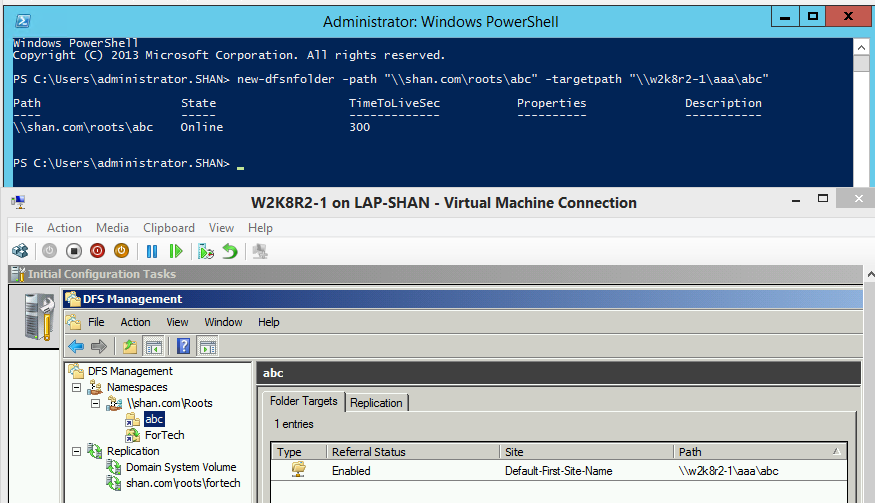 Administrator: Windows PowerShell
Windows PowerShell
Copyright (C) 2013 Microsoft Corporation. All rights reserved.
PS C:\Users\administrator.SHAN> new-dfsnfolder -path "\\shan.com\roots\abc" -targetpath "\\w2k8r2-1\aaa\abc"
Path State TimeToLiveSec Properties Description
---- ----- ------------- ---------- -----------
\\shan.com\roots\abc Online 300
PS C:\Users\administrator.SHAN> _
W2K8R2-1 on LAP-SHAN - Virtual Machine Connection
File Action Media Clipboard View Help
Initial Configuration Tasks
DFS Management
File Action View Window Help
DFS Management
Namespaces
\\shan.com\Roots
abc
ForTech
Replication
Domain System Volume
shan.com\roots\fortech
abc
Folder Targets Replication
1 entries
Type Referral Status Site Path
Enabled Default-First-Site-Name \\w2k8r2-1\aaa\abc